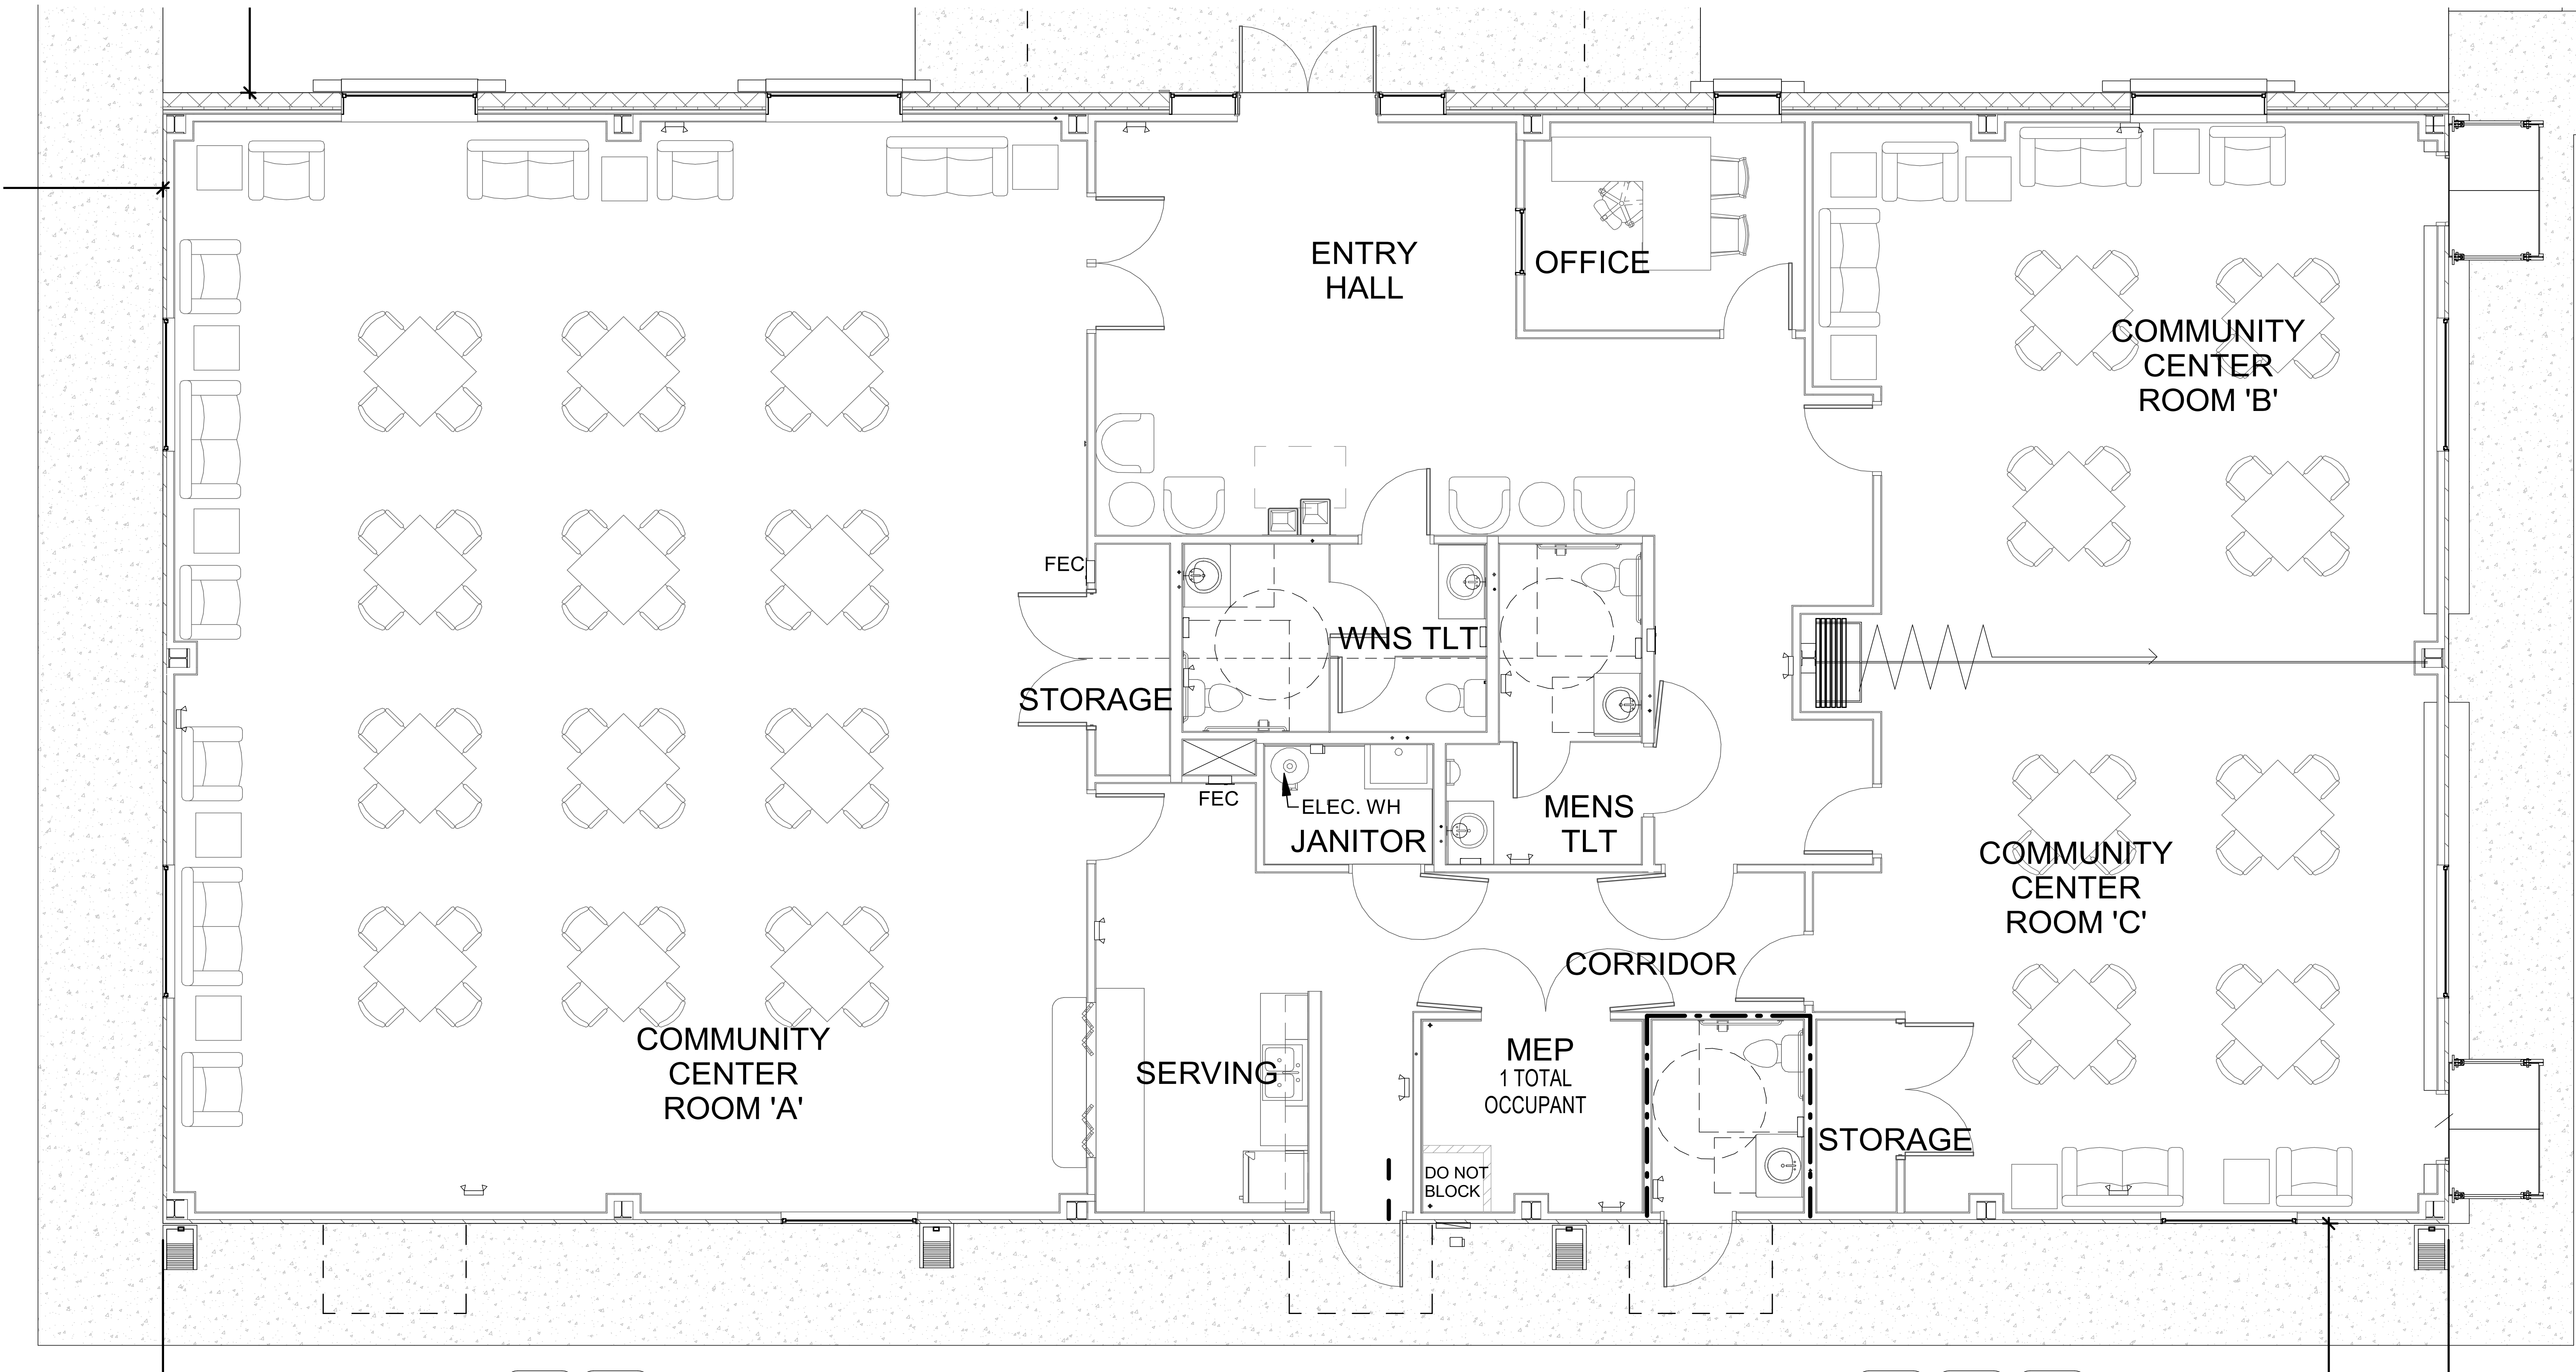 ENTRY
HALL
OFFICE
COMMUNITY
CENTER
ROOM 'B'
FEC
WNS TLT
STORAGE
FEC
ELEC. WH
JANITOR
MENS
TLT
COMMUNITY
CENTER
ROOM 'C'
CORRIDOR
COMMUNITY
CENTER
ROOM 'A'
SERVING
MEP
1 TOTAL
OCCUPANT
STORAGE
DO NOT
BLOCK